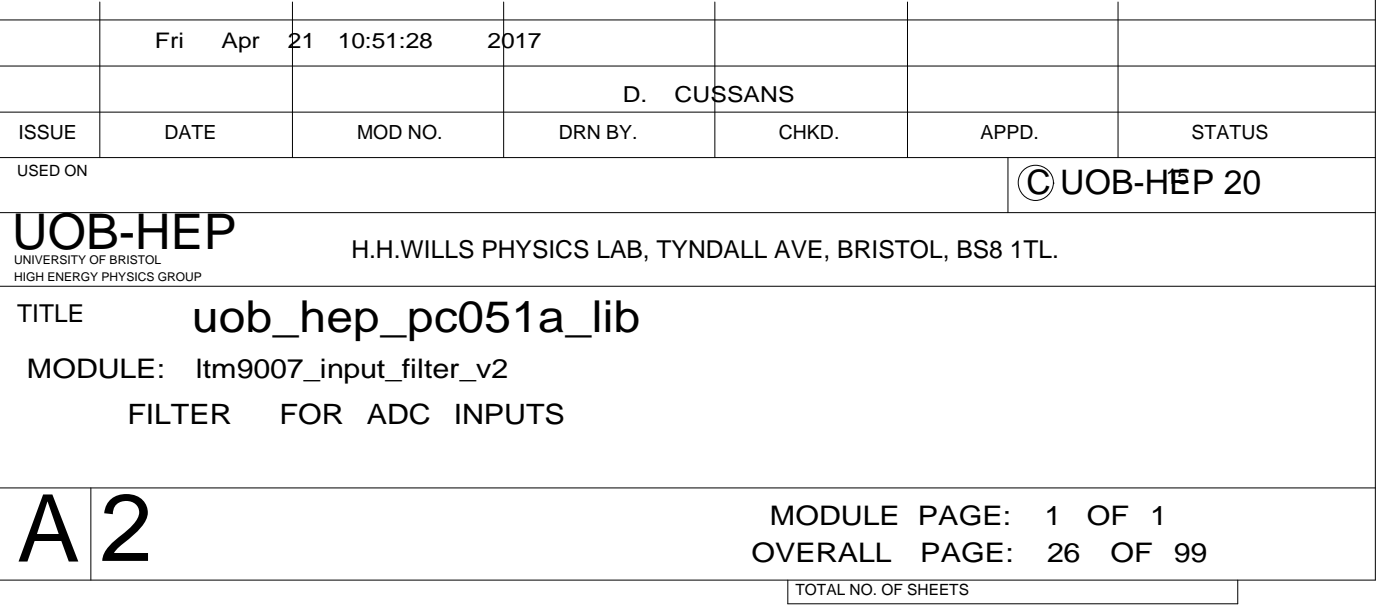 Fri Apr 21 10:51:28 2017
D. CUSSANS
ISSUE DATE MOD NO. DRN BY. CHKD. APPD. STATUS
USED ON
© UOB-HEP 20 15
UOB-HEP
UNIVERSITY OF BRISTOL
HIGH ENERGY PHYSICS GROUP
H.H.WILLS PHYSICS LAB, TYNDALL AVE, BRISTOL, BS8 1TL.
TITLE uob_hep_pc051a_lib
MODULE: ltm9007_input_filter_v2
FILTER FOR ADC INPUTS
A 2
MODULE PAGE: 1 OF 1
OVERALL PAGE: 26 OF 99
TOTAL NO. OF SHEETS